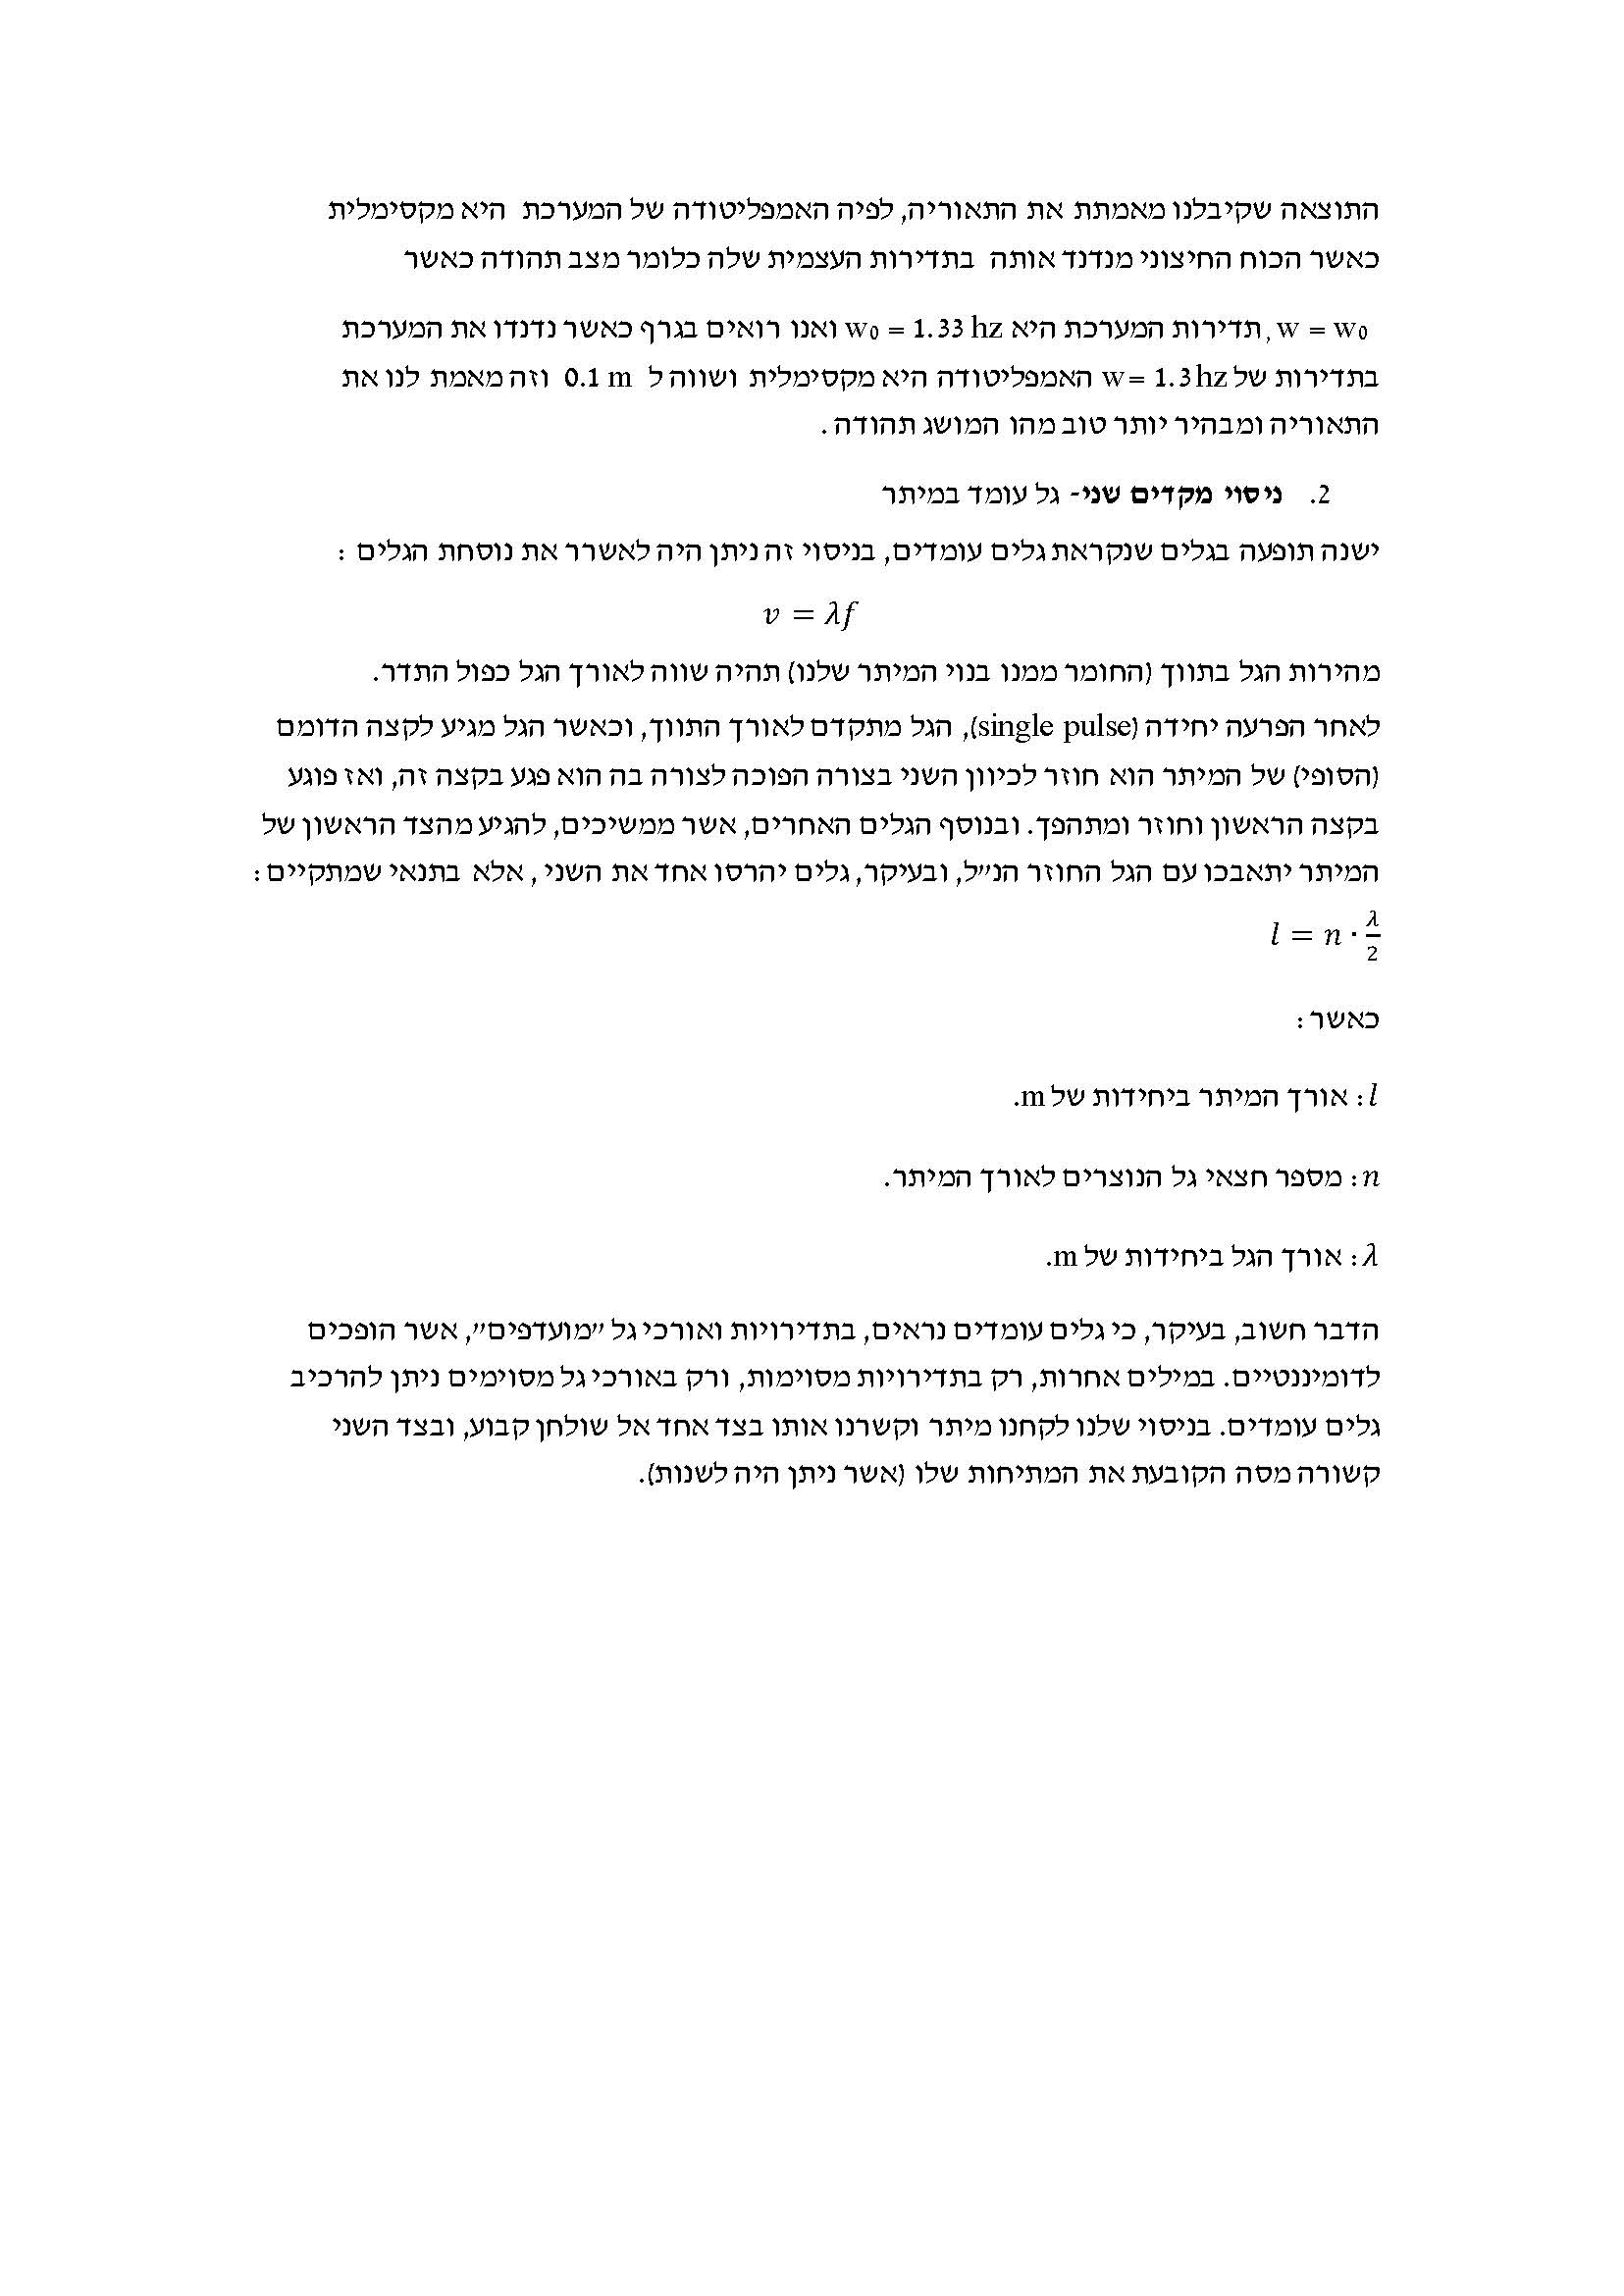 התוצאה שקיבלנו מאמתת את התאוריה, לפיה האמפליטודה של המערכת היא מקסימלית
כאשר הכוח החיצוני מנדנד אותה בתדירות העצמית שלה כלומר מצב תהודה כאשר
w = w₀, תדירות המערכת היא w₀ = 1.33 hz ואנו רואים בגרף כאשר נדנדו את המערכת
בתדירות של w= 1.3 hz האמפליטודה היא מקסימלית ושווה ל 0.1 m וזה מאמת לנו את
התאוריה ומבהיר יותר טוב מהו המושג תהודה.
2. ניסוי מקדים שני- גל עומד במיתר
ישנה תופעה בגלים שנקראת גלים עומדים, בניסוי זה ניתן היה לאשרר את נוסחת הגלים:
v = λf
מהירות הגל בתווך (החומר ממנו בנוי המיתר שלנו) תהיה שווה לאורך הגל כפול התדר.
לאחר הפרעה יחידה (single pulse), הגל מתקדם לאורך התווך, וכאשר הגל מגיע לקצה הדומם
(הסופי) של המיתר הוא חוזר לכיוון השני בצורה הפוכה לצורה בה הוא פגע בקצה זה, ואז פוגע
בקצה הראשון וחוזר ומתהפך. ובנוסף הגלים האחרים, אשר ממשיכים, להגיע מהצד הראשון של
המיתר יתאבכו עם הגל החוזר הנ״ל, ובעיקר, גלים יהרסו אחד את השני, אלא בתנאי שמתקיים:
l = n · λ/2
כאשר:
l: אורך המיתר ביחידות של m.
n: מספר חצאי גל הנוצרים לאורך המיתר.
λ: אורך הגל ביחידות של m.
הדבר חשוב, בעיקר, כי גלים עומדים נראים, בתדירויות ואורכי גל ״מועדפים״, אשר הופכים
לדומיננטיים. במילים אחרות, רק בתדירויות מסוימות, ורק באורכי גל מסוימים ניתן להרכיב
גלים עומדים. בניסוי שלנו לקחנו מיתר וקשרנו אותו בצד אחד אל שולחן קבוע, ובצד השני
קשורה מסה הקובעת את המתיחות שלו (אשר ניתן היה לשנות).